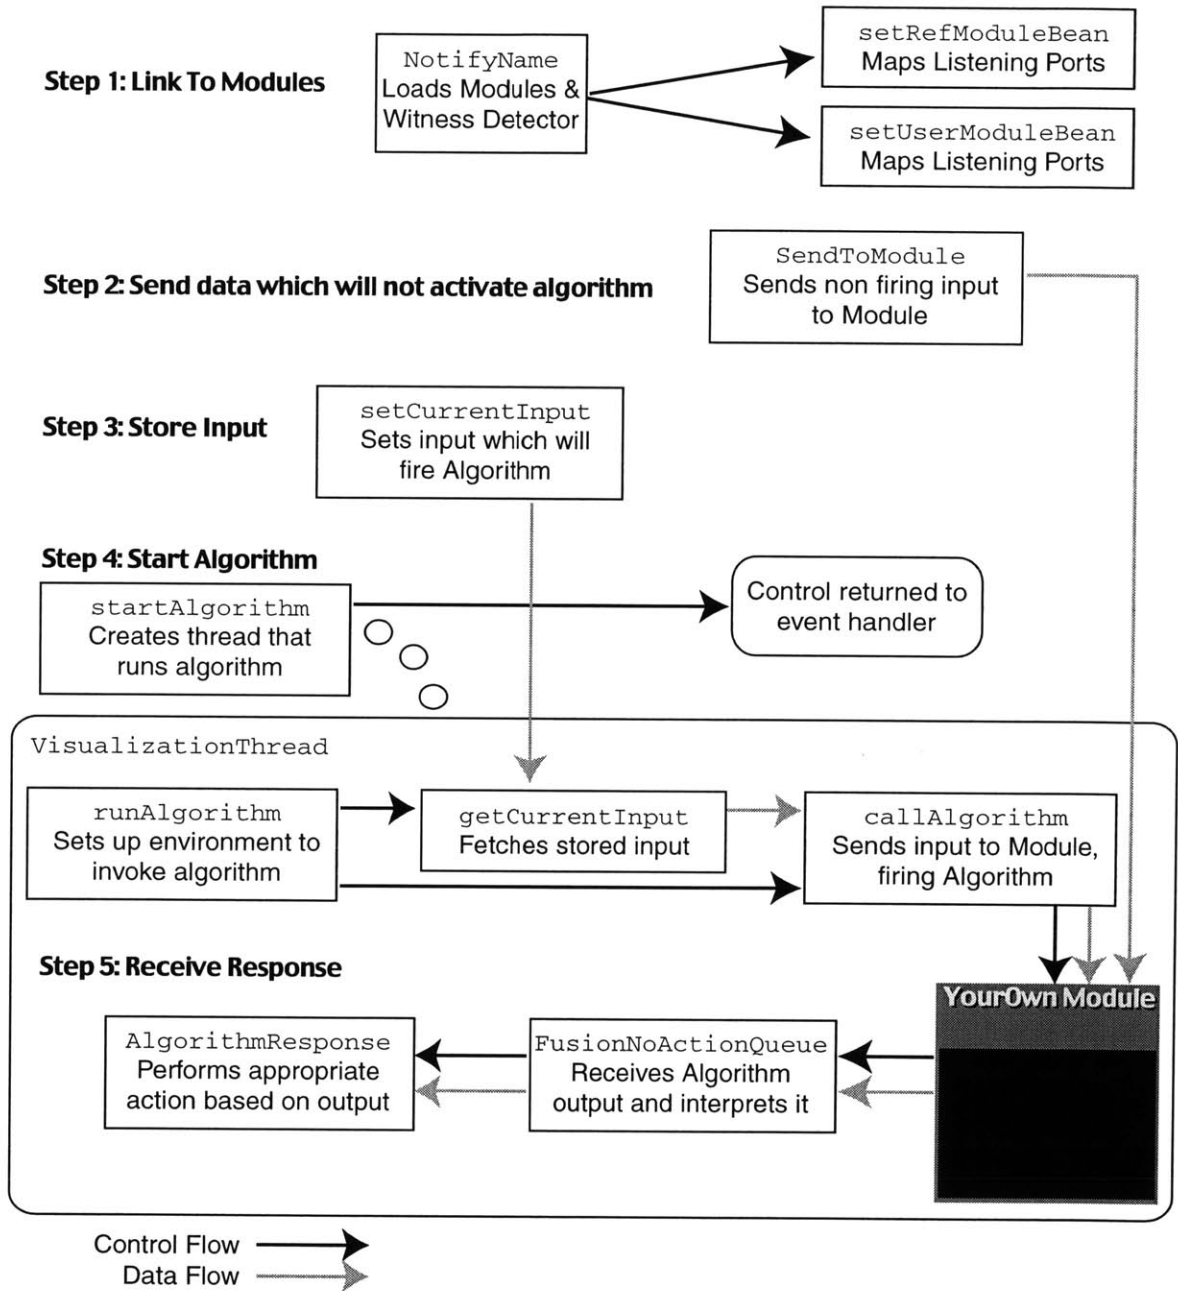 Step 1: Link To Modules
NotifyName
Loads Modules &
Witness Detector
setRefModuleBean
Maps Listening Ports
setUserModuleBean
Maps Listening Ports
Step 2: Send data which will not activate algorithm
SendToModule
Sends non firing input
to Module
Step 3: Store Input
setCurrentInput
Sets input which will
fire Algorithm
Step 4: Start Algorithm
startAlgorithm
Creates thread that
runs algorithm
Control returned to
event handler
VisualizationThread
runAlgorithm
Sets up environment to
invoke algorithm
getCurrentInput
Fetches stored input
callAlgorithm
Sends input to Module,
firing Algorithm
Step 5: Receive Response
YourOwn Module
AlgorithmResponse
Performs appropriate
action based on output
FusionNoActionQueue
Receives Algorithm
output and interprets it
Control Flow
Data Flow